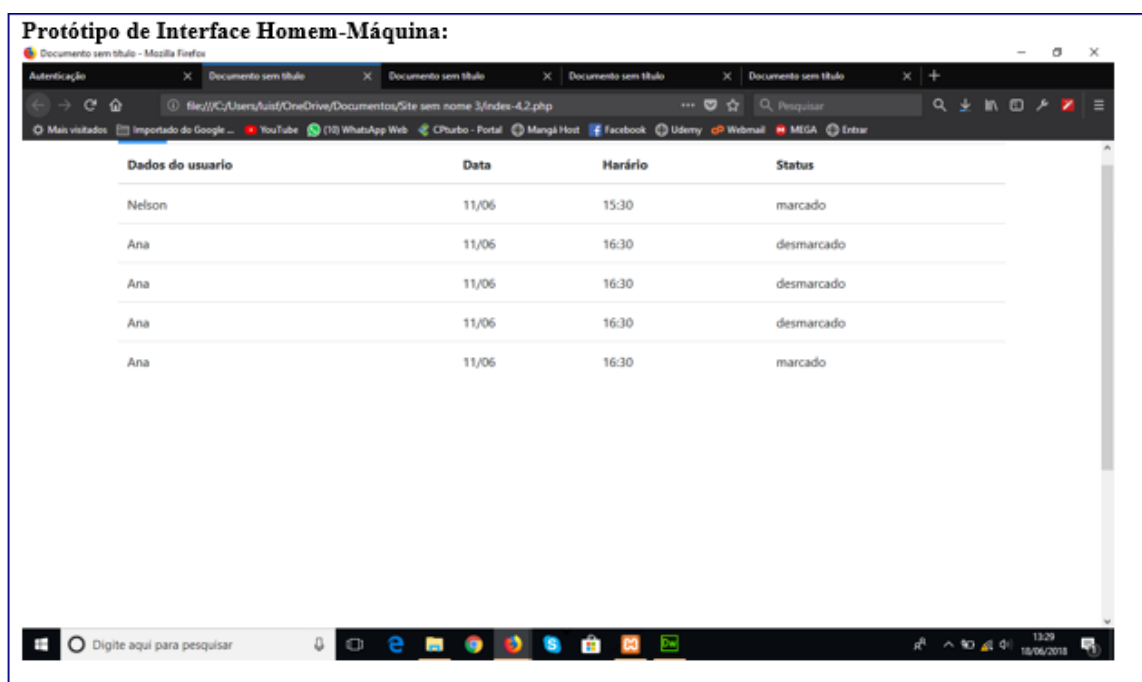 Protótipo de Interface Homem-Máquina:
Documento sem título - Mozilla Firefox
Autenticação Documento sem título Documento sem título Documento sem título Documento sem título
file:///C:/Users/luisf/OneDrive/Documentos/Site sem nome 3/index-4.2.php Pesquisar
Mais visitados Importado do Google ... YouTube (10) WhatsApp Web CPturbo - Portal Mangá Host Facebook Udemy Webmail MEGA Entrar
Dados do usuario Data Harário Status
Nelson 11/06 15:30 marcado
Ana 11/06 16:30 desmarcado
Ana 11/06 16:30 desmarcado
Ana 11/06 16:30 desmarcado
Ana 11/06 16:30 marcado
Digite aqui para pesquisar Dw 13:29
18/06/2018